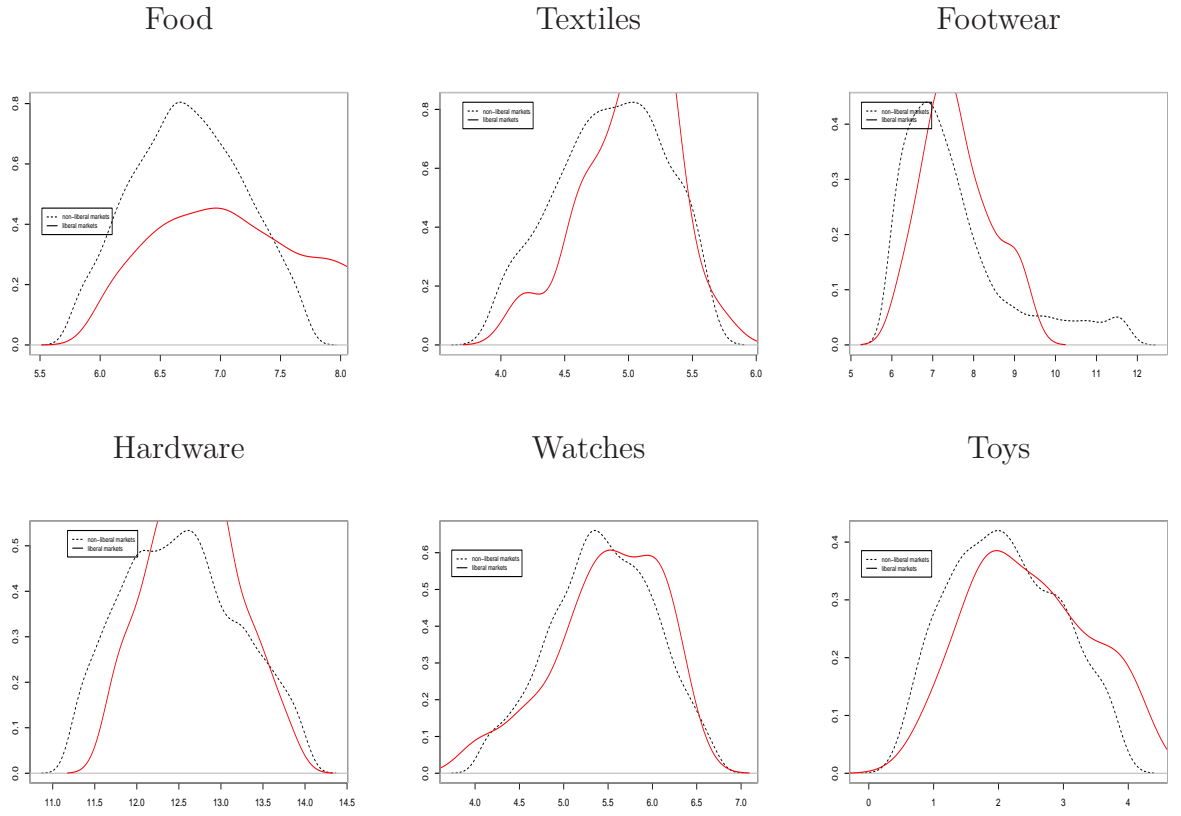 Food
Textiles
Footwear
0.0 0.2 0.4 0.6 0.8
non−liberal markets
liberal markets
5.5 6.0 6.5 7.0 7.5 8.0
0.0 0.2 0.4 0.6 0.8
non−liberal markets
liberal markets
4.0 4.5 5.0 5.5 6.0
0.0 0.1 0.2 0.3 0.4
non−liberal markets
liberal markets
5 6 7 8 9 10 11 12
Hardware
Watches
Toys
0.0 0.1 0.2 0.3 0.4 0.5
non−liberal markets
liberal markets
11.0 11.5 12.0 12.5 13.0 13.5 14.0 14.5
0.0 0.1 0.2 0.3 0.4 0.5 0.6
non−liberal markets
liberal markets
4.0 4.5 5.0 5.5 6.0 6.5 7.0
0.0 0.1 0.2 0.3 0.4
non−liberal markets
liberal markets
0 1 2 3 4